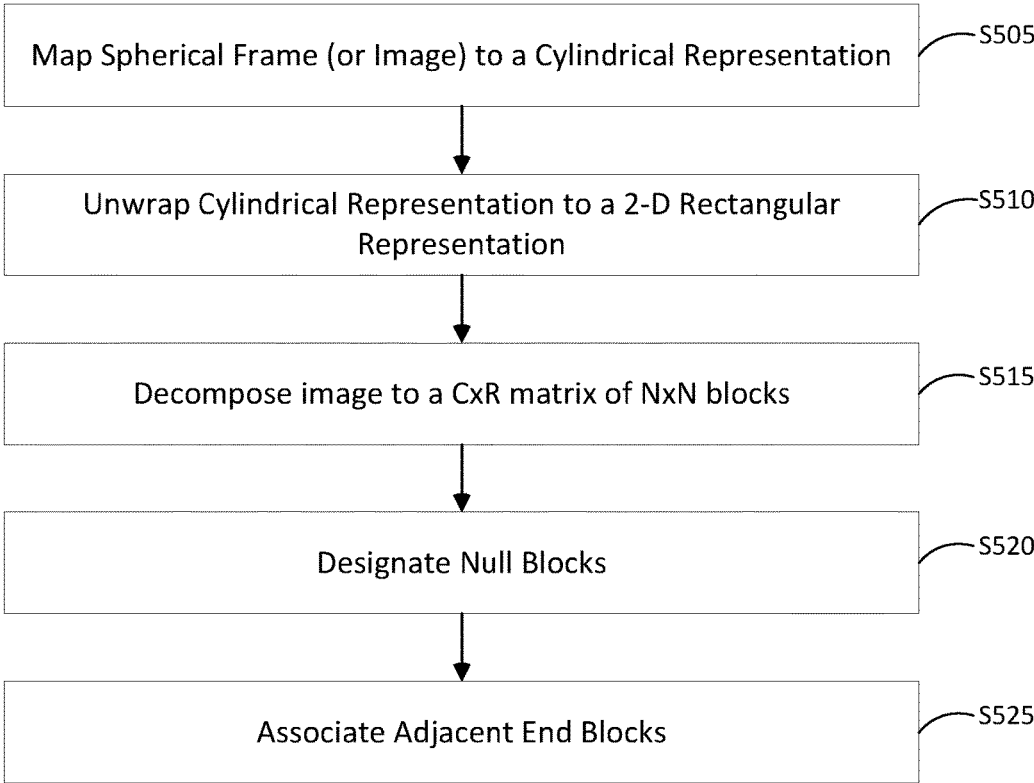 Map Spherical Frame (or Image) to a Cylindrical Representation
S505
Unwrap Cylindrical Representation to a 2-D Rectangular
Representation
S510
Decompose image to a CxR matrix of NxN blocks
S515
Designate Null Blocks
S520
Associate Adjacent End Blocks
S525